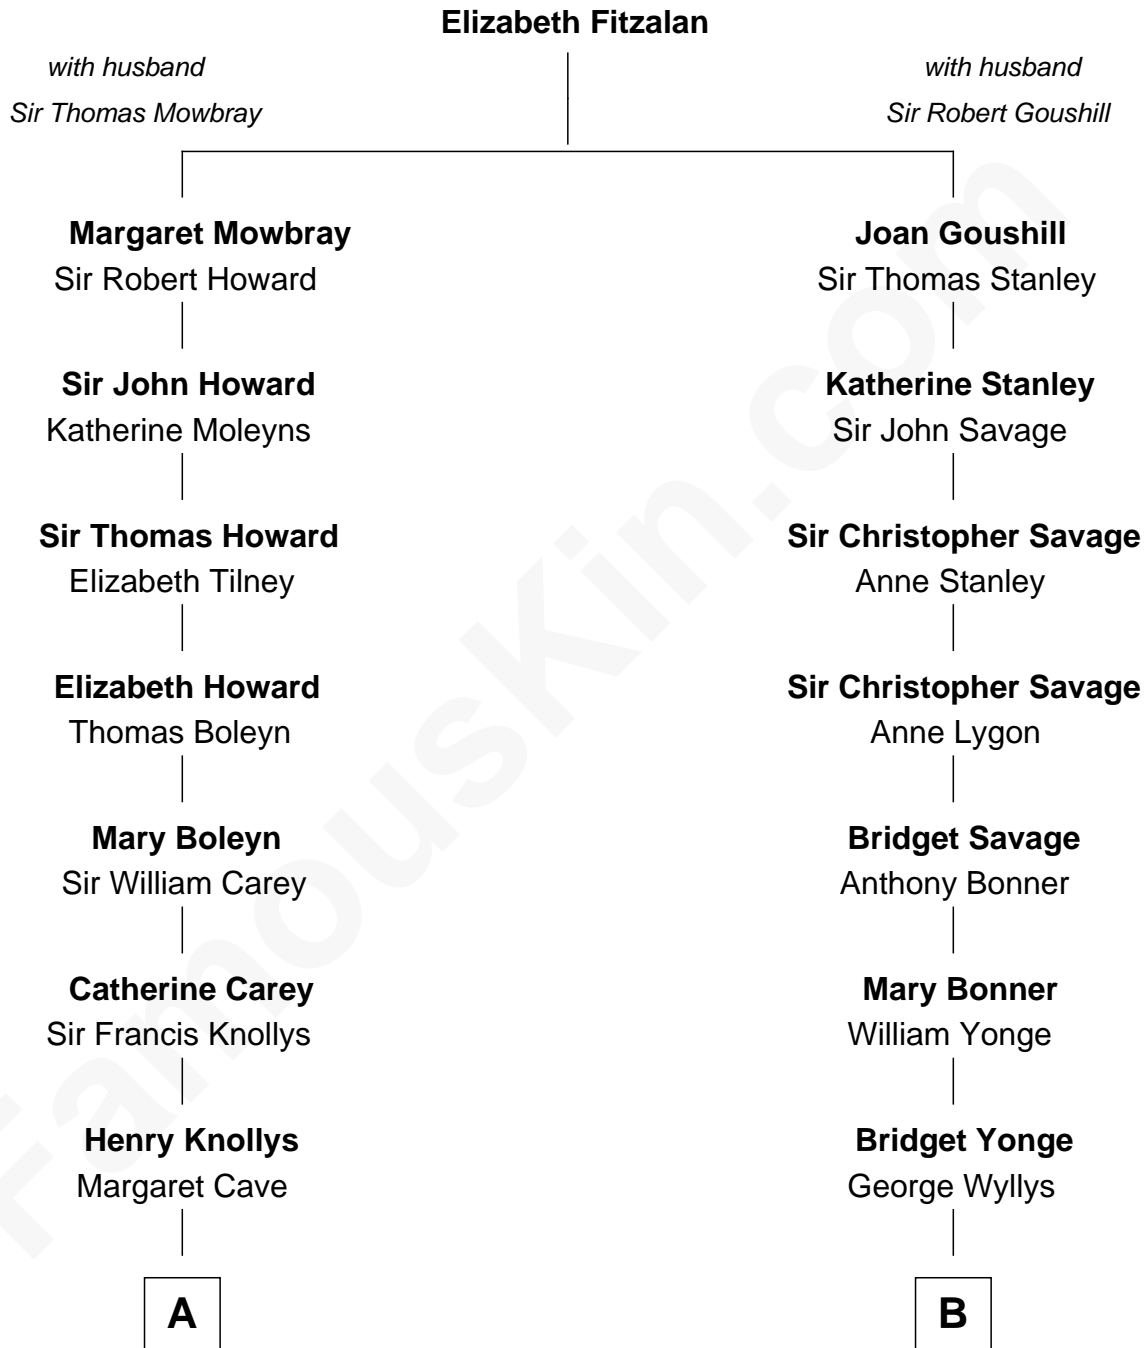 Elizabeth Fitzalan
with husband
Sir Thomas Mowbray
with husband
Sir Robert Goushill
Margaret Mowbray
Sir Robert Howard
Joan Goushill
Sir Thomas Stanley
Sir John Howard
Katherine Moleyns
Katherine Stanley
Sir John Savage
Sir Thomas Howard
Elizabeth Tilney
Sir Christopher Savage
Anne Stanley
Elizabeth Howard
Thomas Boleyn
Sir Christopher Savage
Anne Lygon
Mary Boleyn
Sir William Carey
Bridget Savage
Anthony Bonner
Catherine Carey
Sir Francis Knollys
Mary Bonner
William Yonge
Henry Knollys
Margaret Cave
Bridget Yonge
George Wyllys
A
B
FamousKin.com